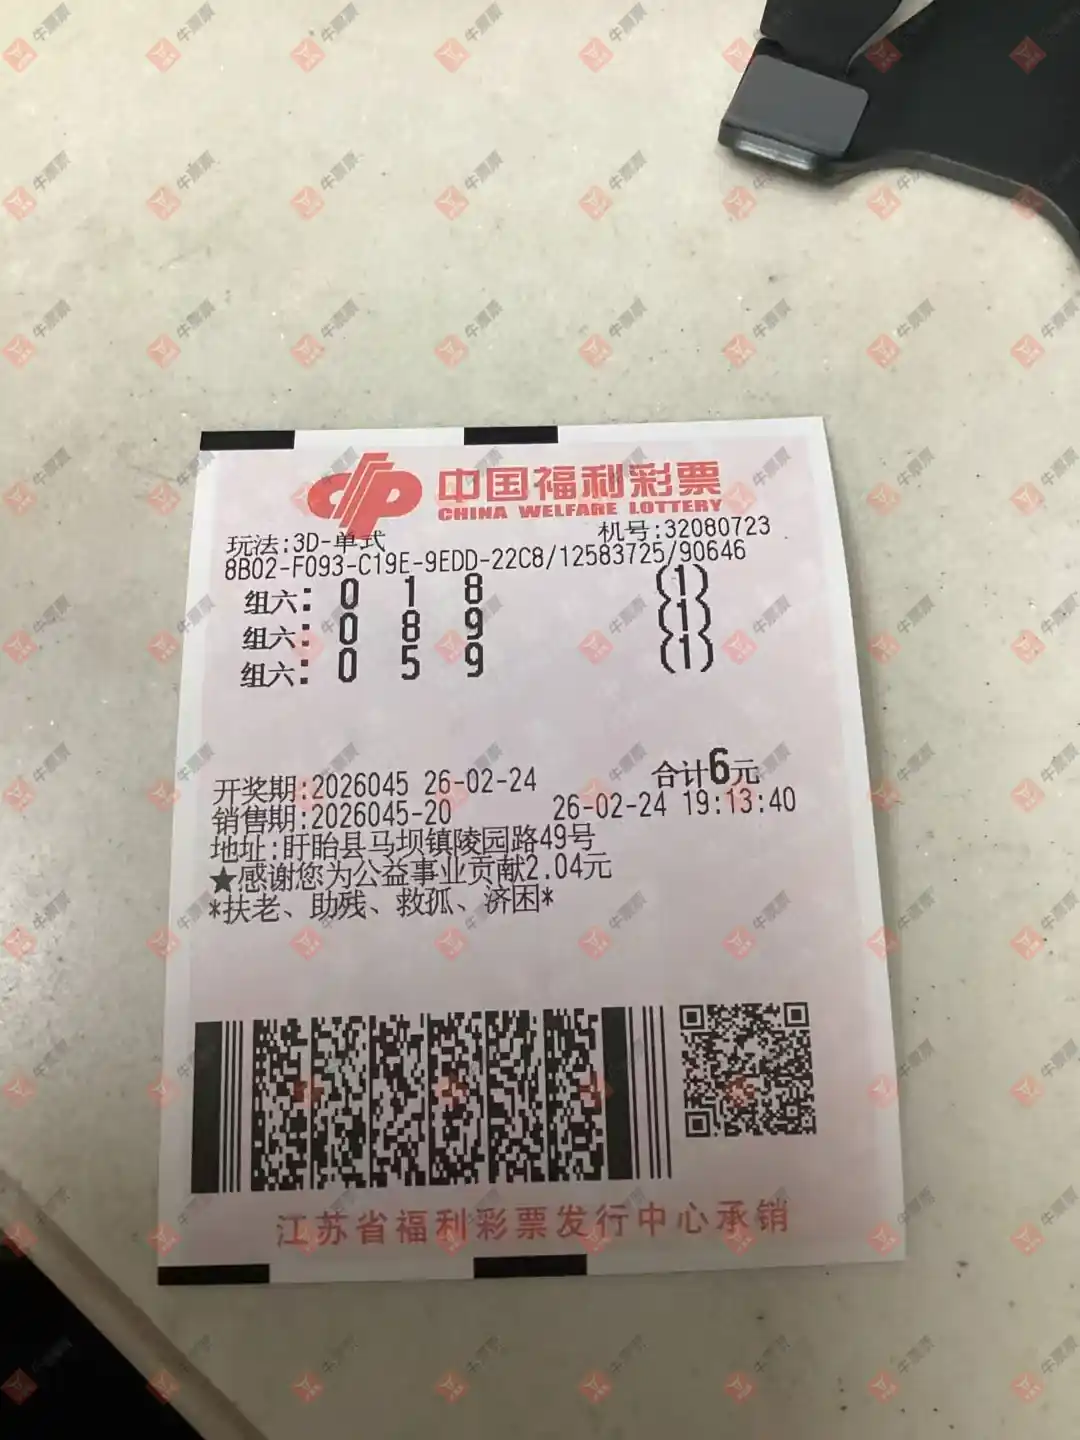 中国福利彩票
CHINA WELFARE LOTTERY
玩法:3D-单式 机号:32080723
8B02-F093-C19E-9EDD-22C8/12583725/90646
组六: 0 1 8 (1)
组六: 0 8 9 (1)
组六: 0 5 9 (1)
开奖期:2026045 26-02-24 合计6元
销售期:2026045-20 26-02-24 19:13:40
地址:盱眙县马坝镇陵园路49号
★感谢您为公益事业贡献2.04元
*扶老、助残、救孤、济困*
江苏省福利彩票发行中心承销